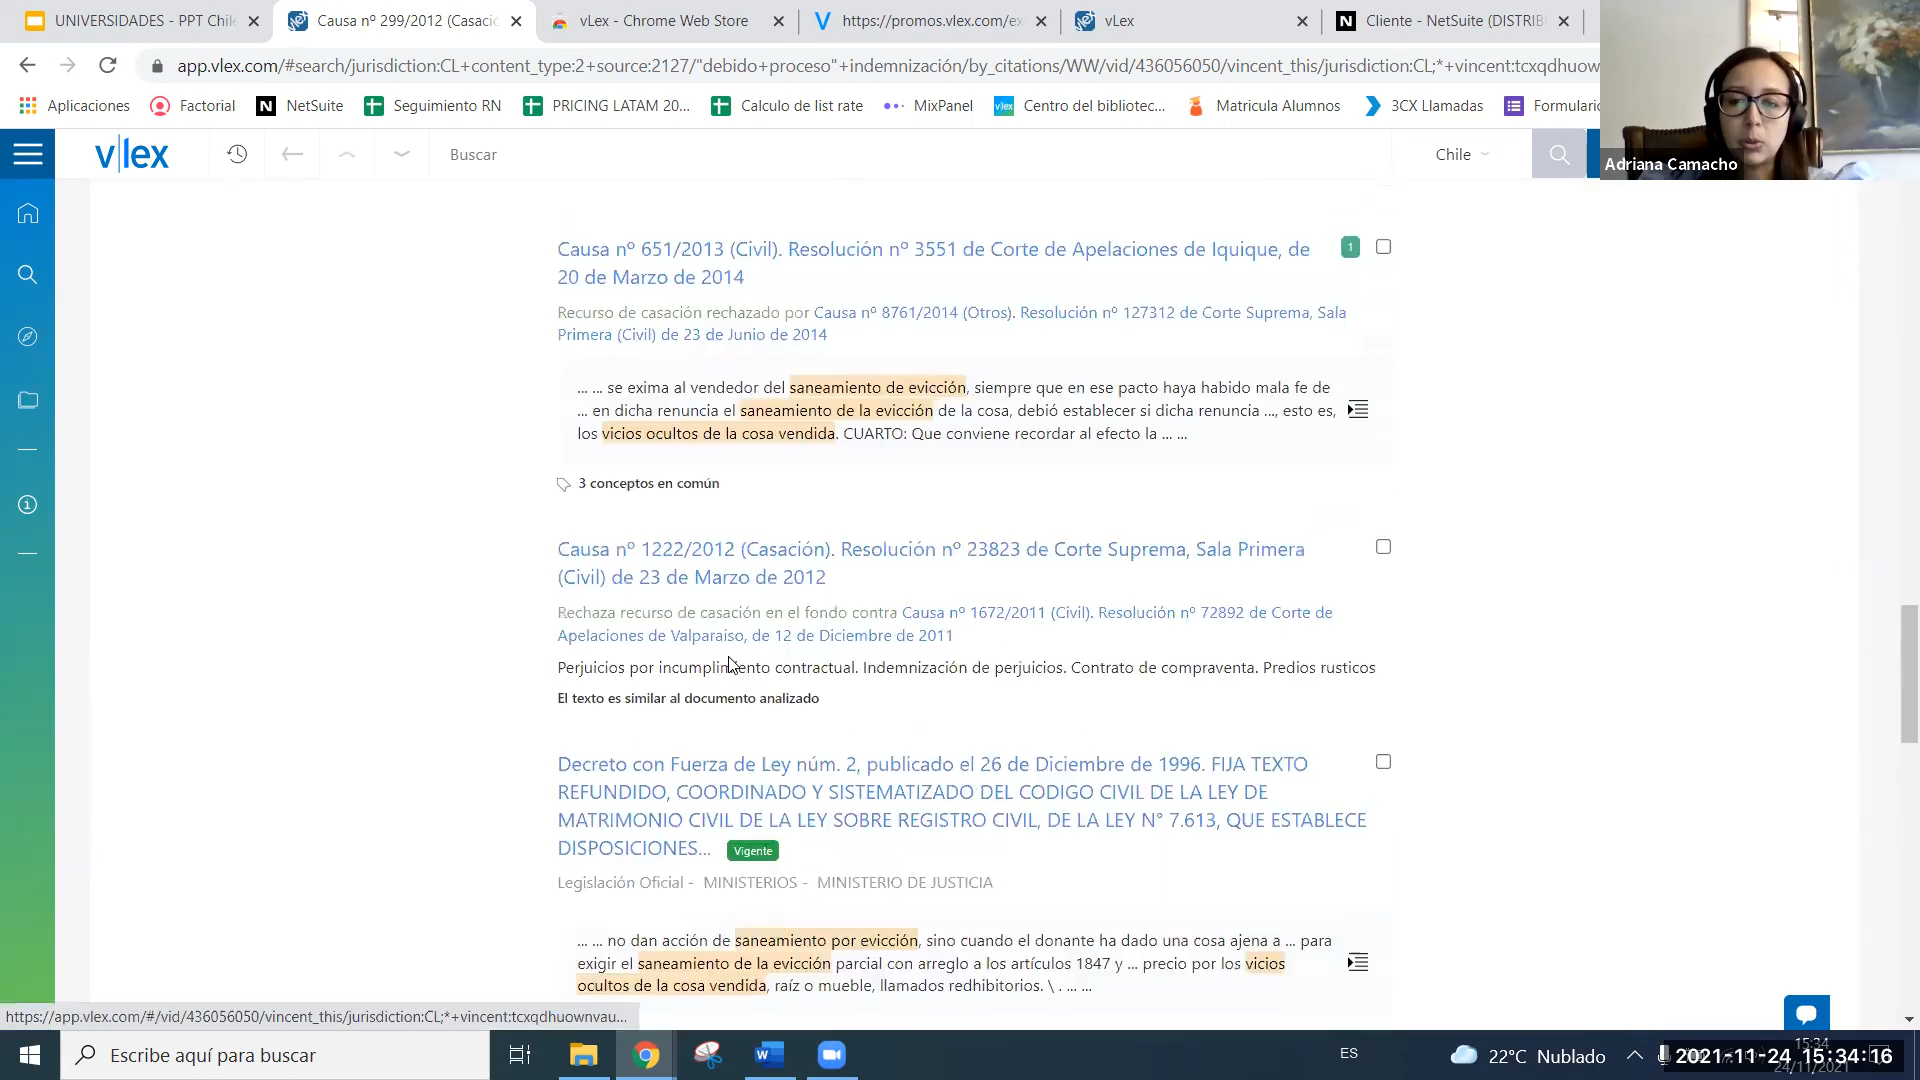 UNIVERSIDADES - PPT Chil
Causa nº 299/2012 (Casació
vLex - Chrome Web Store
https://promos.vlex.com/ex
vLex
Cliente - NetSuite (DISTRIB
app.vlex.com/#search/jurisdiction:CL+content_type:2+source:2127/"debido+proceso"+indemnización/by_citations/WW/vid/436056050/vincent_this/jurisdiction:CL;*+vincent:tcxqdhuown
Aplicaciones
Factorial
NetSuite
Seguimiento RN
PRICING LATAM 20...
Calculo de list rate
MixPanel
Centro del bibliotec...
Matricula Alumnos
3CX Llamadas
Formulario
Adriana Camacho
v|lex
Buscar
Chile
Causa nº 651/2013 (Civil). Resolución nº 3551 de Corte de Apelaciones de Iquique, de
20 de Marzo de 2014
1
Recurso de casación rechazado por Causa nº 8761/2014 (Otros). Resolución nº 127312 de Corte Suprema, Sala
Primera (Civil) de 23 de Junio de 2014
... ... se exima al vendedor del saneamiento de evicción, siempre que en ese pacto haya habido mala fe de
... en dicha renuncia el saneamiento de la evicción de la cosa, debió establecer si dicha renuncia ..., esto es,
los vicios ocultos de la cosa vendida. CUARTO: Que conviene recordar al efecto la ... ...
3 conceptos en común
Causa nº 1222/2012 (Casación). Resolución nº 23823 de Corte Suprema, Sala Primera
(Civil) de 23 de Marzo de 2012
Rechaza recurso de casación en el fondo contra Causa nº 1672/2011 (Civil). Resolución nº 72892 de Corte de
Apelaciones de Valparaiso, de 12 de Diciembre de 2011
Perjuicios por incumplimiento contractual. Indemnización de perjuicios. Contrato de compraventa. Predios rusticos
El texto es similar al documento analizado
Decreto con Fuerza de Ley núm. 2, publicado el 26 de Diciembre de 1996. FIJA TEXTO
REFUNDIDO, COORDINADO Y SISTEMATIZADO DEL CODIGO CIVIL DE LA LEY DE
MATRIMONIO CIVIL DE LA LEY SOBRE REGISTRO CIVIL, DE LA LEY N° 7.613, QUE ESTABLECE
DISPOSICIONES... Vigente
Legislación Oficial - MINISTERIOS - MINISTERIO DE JUSTICIA
... ... no dan acción de saneamiento por evicción, sino cuando el donante ha dado una cosa ajena a ... para
exigir el saneamiento de la evicción parcial con arreglo a los artículos 1847 y ... precio por los vicios
ocultos de la cosa vendida, raíz o mueble, llamados redhibitorios. \ . ... ...
https://app.vlex.com/#/vid/436056050/vincent_this/jurisdiction:CL;*+vincent:tcxqdhuownvau...
Escribe aquí para buscar
ES
22°C Nublado
15:34
2021-11-24 15:34:16
24/11/2021